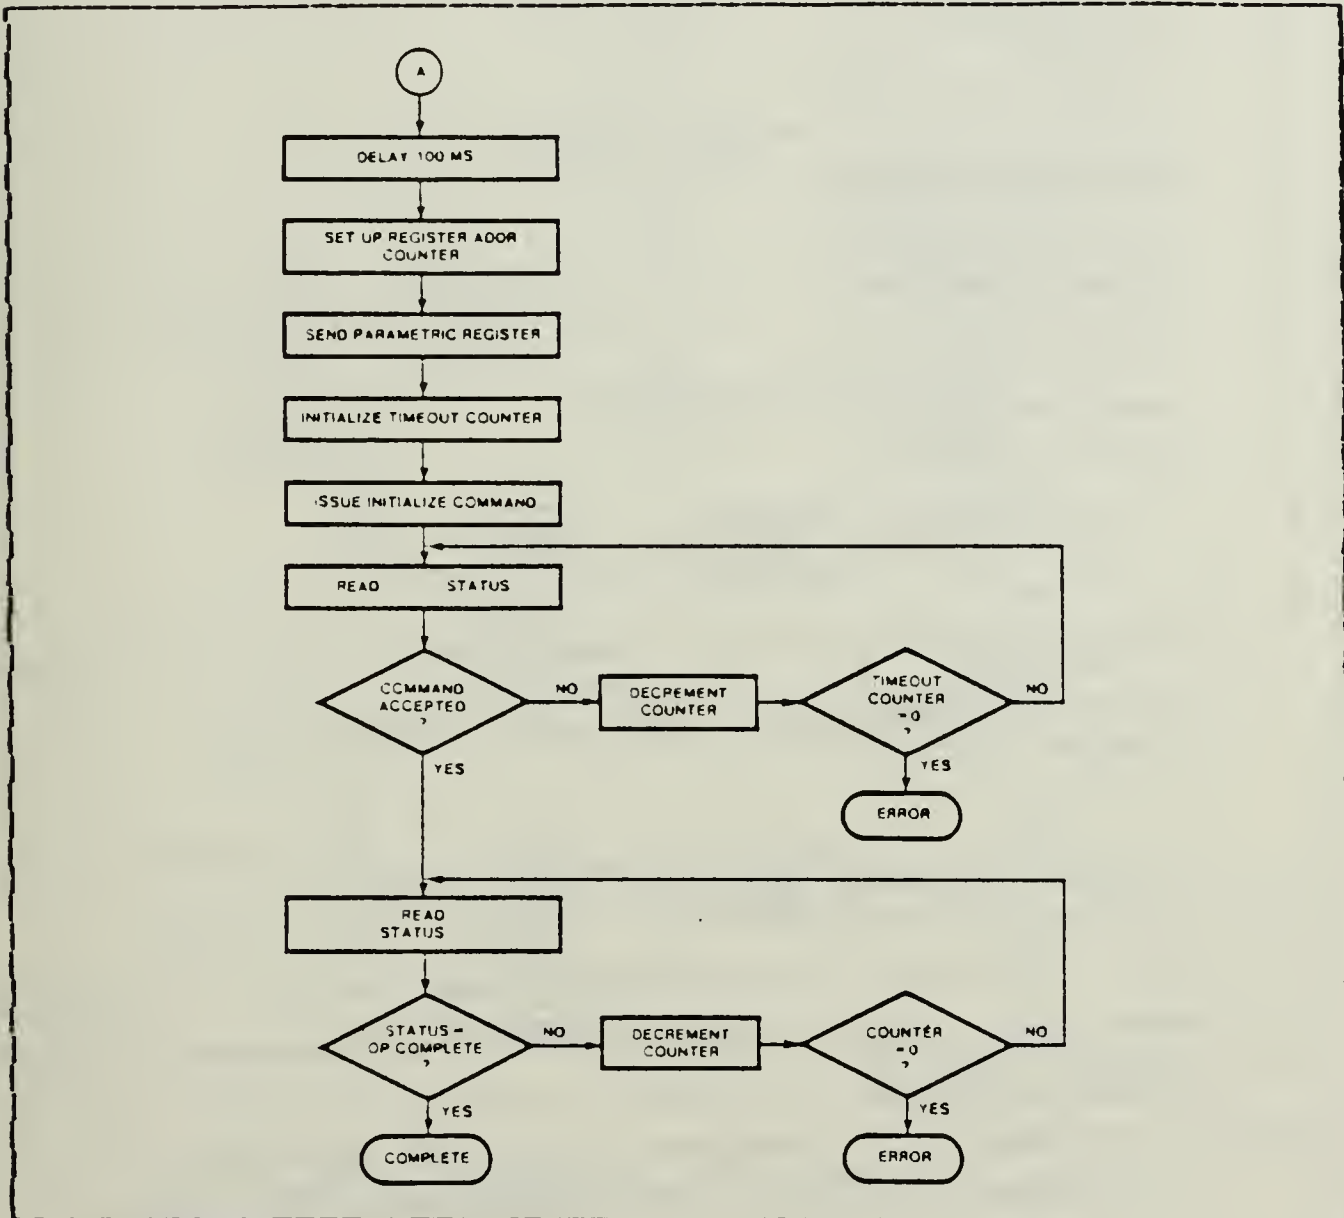 A
DELAY 100 MS
SET UP REGISTER ADDR
COUNTER
SEND PARAMETRIC REGISTER
INITIALIZE TIMEOUT COUNTER
ISSUE INITIALIZE COMMAND
READ STATUS
COMMAND
ACCEPTED
?
NO
DECREMENT
COUNTER
TIMEOUT
COUNTER
=0
?
NO
YES
YES
ERROR
READ
STATUS
STATUS =
OP COMPLETE
?
NO
DECREMENT
COUNTER
COUNTER
=0
?
NO
YES
YES
COMPLETE
ERROR